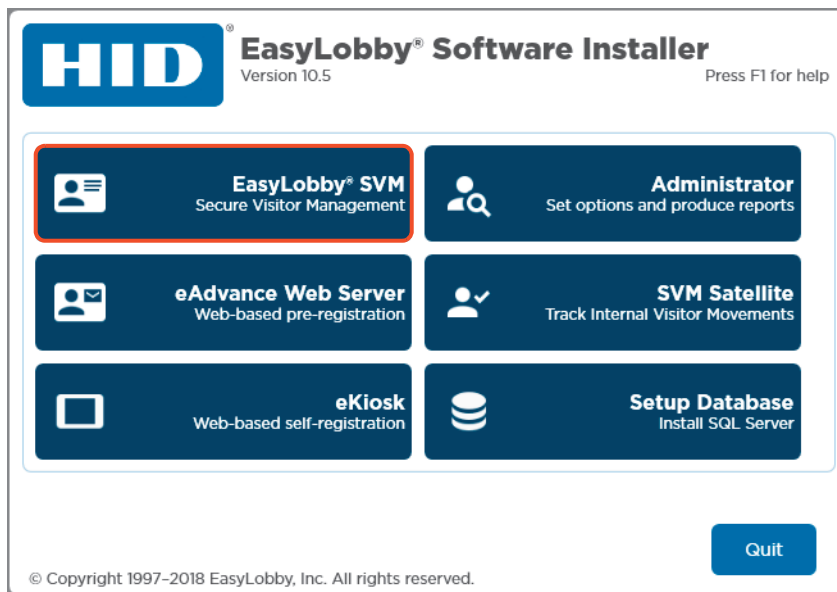 HID®
EasyLobby® Software Installer
Version 10.5
Press F1 for help
EasyLobby® SVM
Secure Visitor Management
Administrator
Set options and produce reports
eAdvance Web Server
Web-based pre-registration
SVM Satellite
Track Internal Visitor Movements
eKiosk
Web-based self-registration
Setup Database
Install SQL Server
Quit
© Copyright 1997-2018 EasyLobby, Inc. All rights reserved.